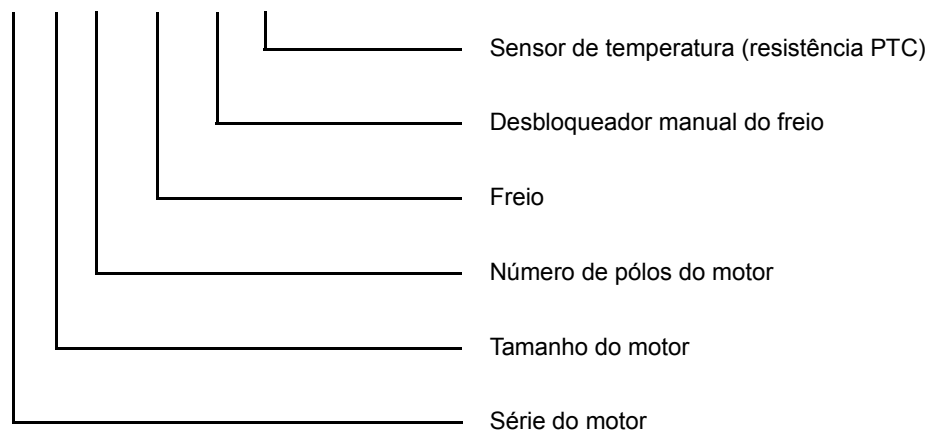 Sensor de temperatura (resistência PTC)
Desbloqueador manual do freio
Freio
Número de pólos do motor
Tamanho do motor
Série do motor